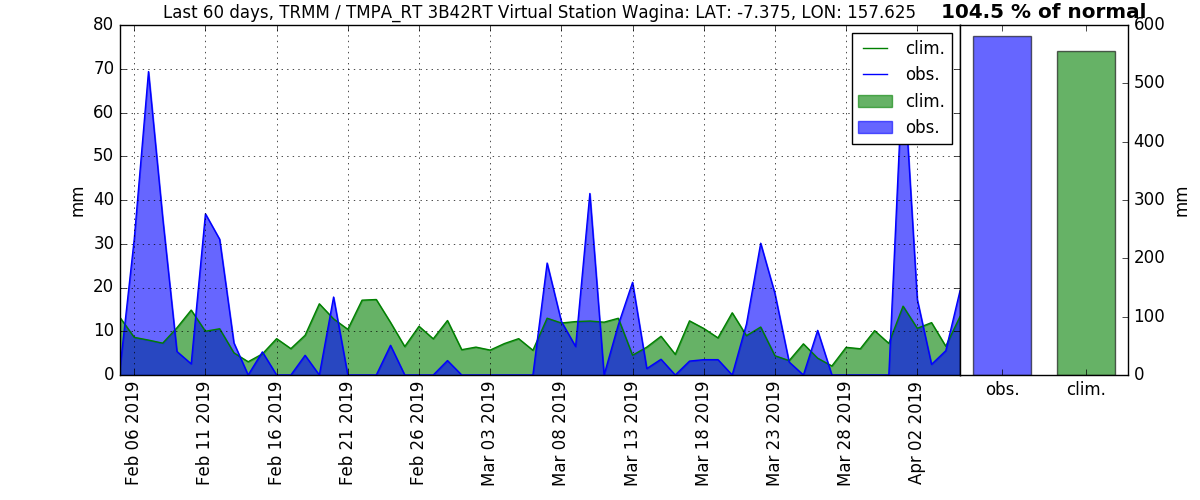 Last 60 days, TRMM / TMPA_RT 3B42RT Virtual Station Wagina: LAT: -7.375, LON: 157.625
104.5 % of normal
80
70
60
50
40
30
20
10
0
mm
clim.
obs.
clim.
obs.
600
500
400
300
200
100
0
mm
obs.
clim.
Feb 06 2019
Feb 11 2019
Feb 16 2019
Feb 21 2019
Feb 26 2019
Mar 03 2019
Mar 08 2019
Mar 13 2019
Mar 18 2019
Mar 23 2019
Mar 28 2019
Apr 02 2019